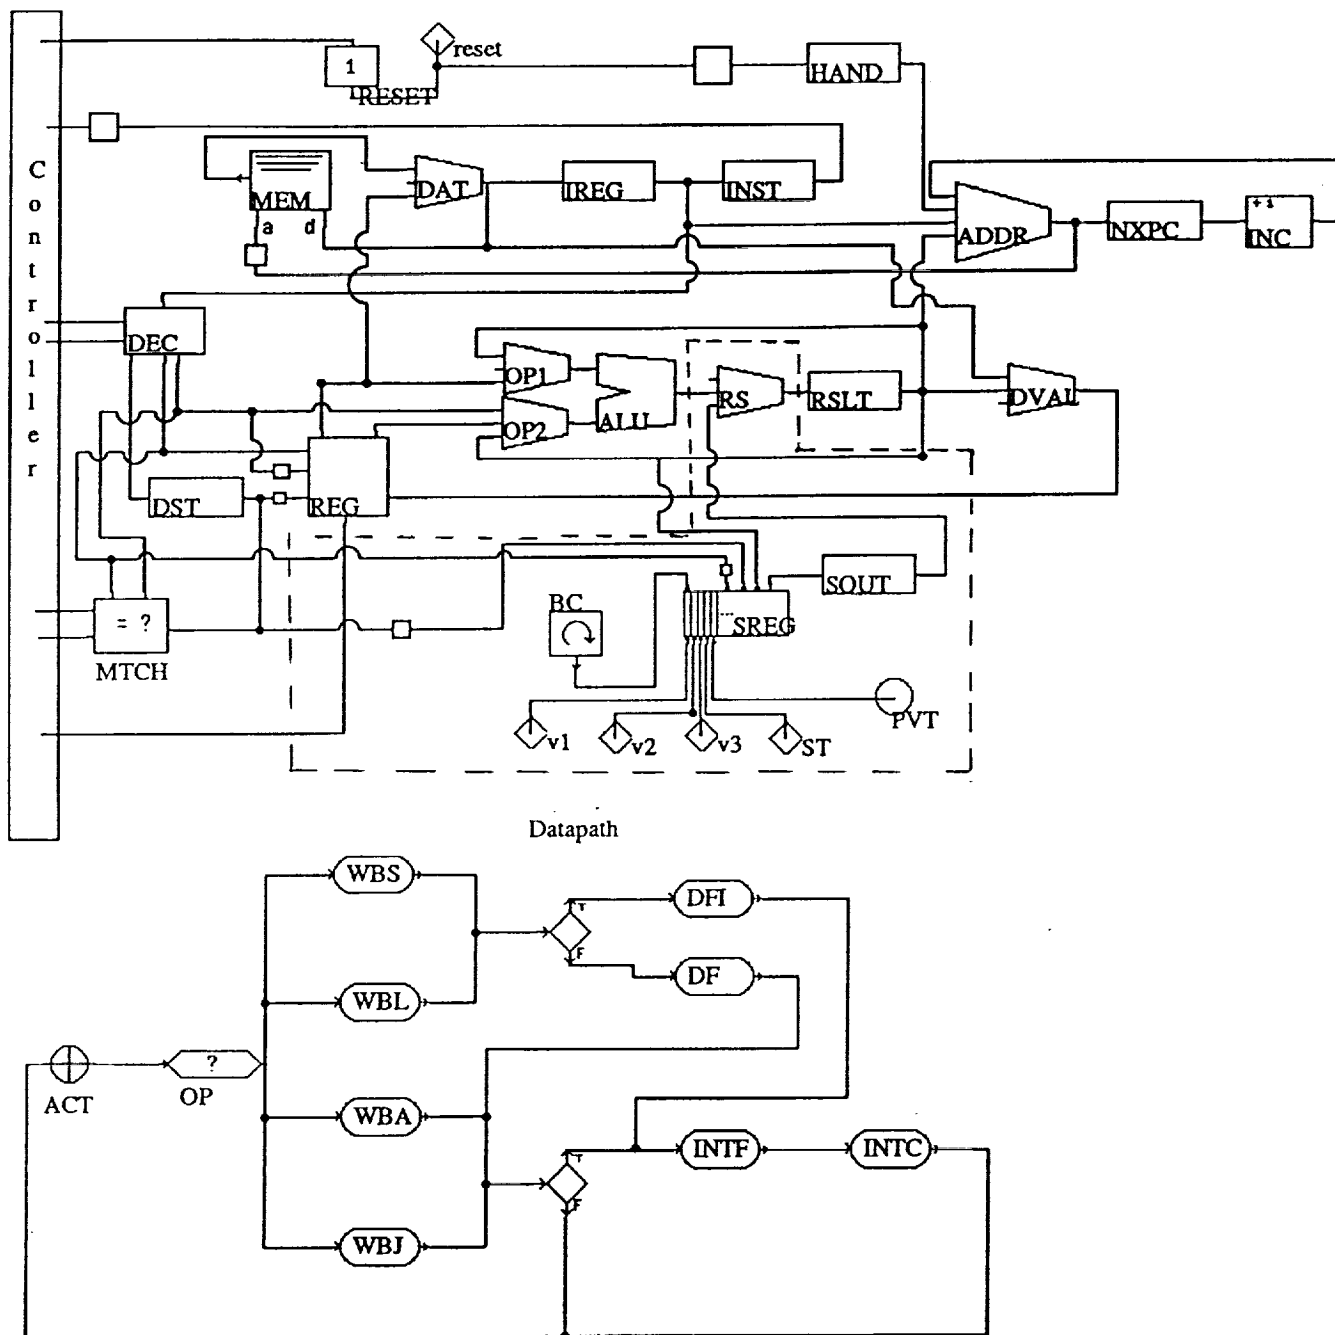 Controller
reset
1
RESET
HAND
MEM
a d
DAT
IREG
INST
ADDR
NXPC
+1
INC
DEC
OP1
OP2
ALU
RS
RSLT
DVAL
REG
DST
= ?
MTCH
BC
SREG
SOUT
PVT
v1
v2
v3
ST
Datapath
WBS
WBL
WBA
WBJ
T
F
DFI
DF
ACT
?
OP
T
F
INTF
INTC